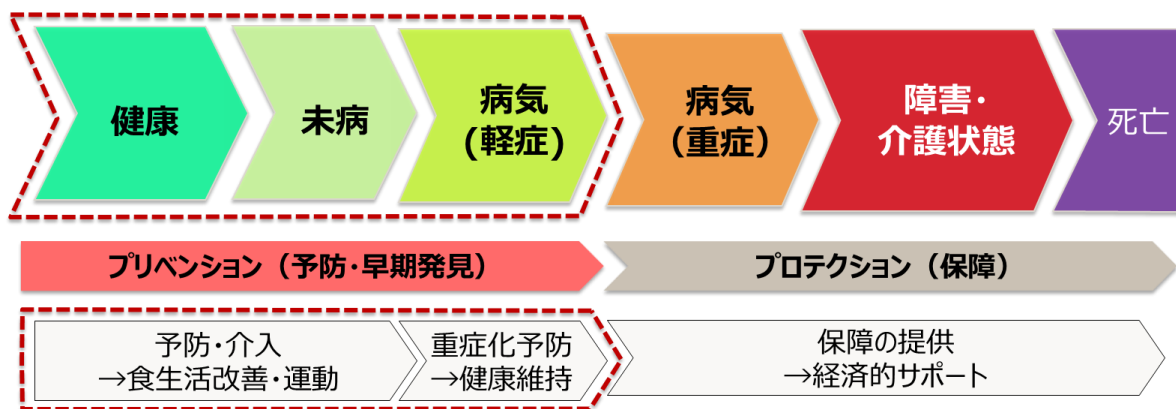 健康
未病
病気
(軽症)
病気
（重症）
障害・
介護状態
死亡
プリベンション（予防・早期発見）
プロテクション（保障）
予防・介入
→食生活改善・運動
重症化予防
→健康維持
保障の提供
→経済的サポート